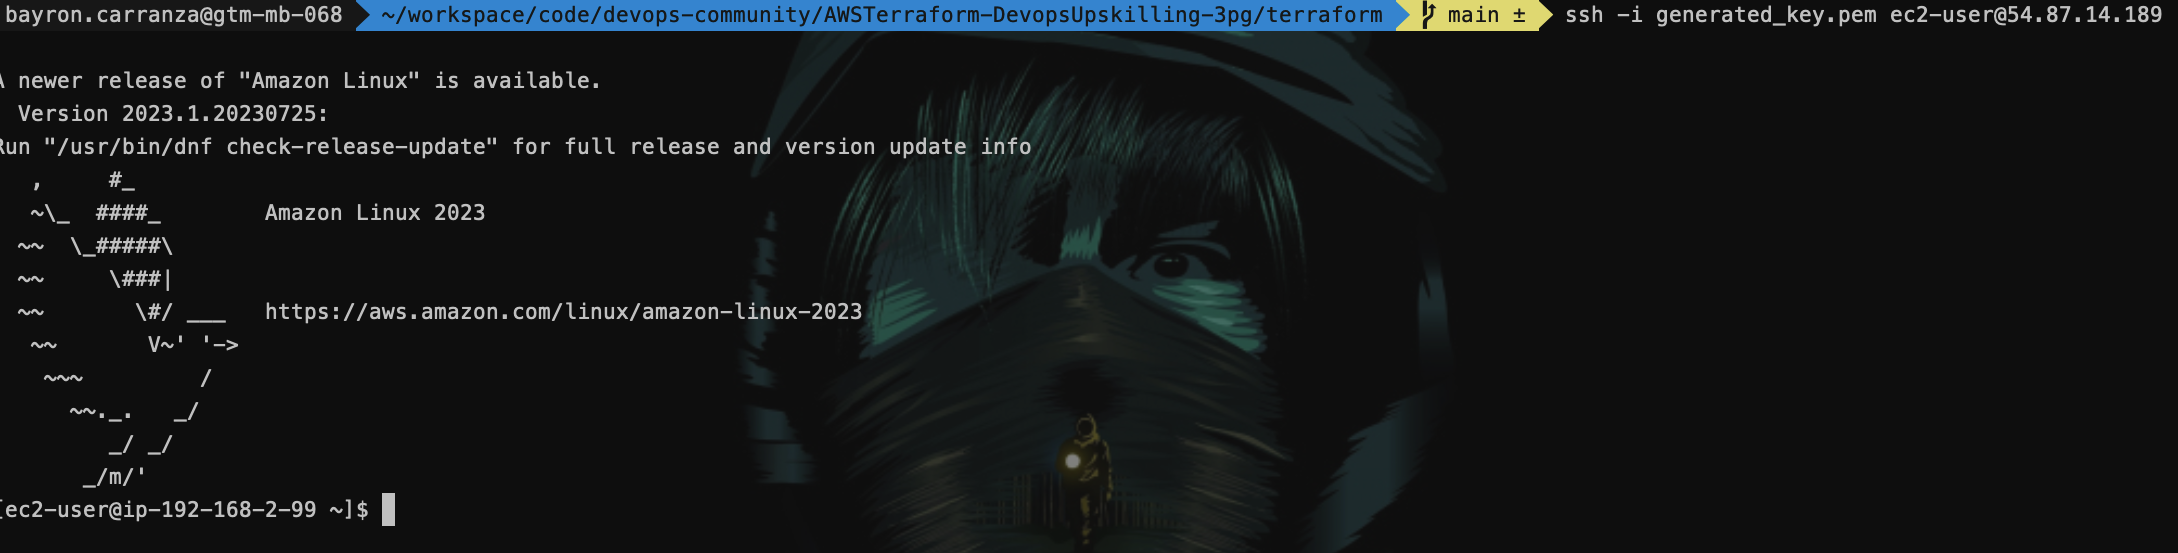 bayron.carranza@gtm-mb-068 ~/workspace/code/devops-community/AWSTerraform-DevopsUpskilling-3pg/terraform main ± ssh -i generated_key.pem ec2-user@54.87.14.189
A newer release of "Amazon Linux" is available.
  Version 2023.1.20230725:
Run "/usr/bin/dnf check-release-update" for full release and version update info
   ,     #_
   ~\_  ####_        Amazon Linux 2023
  ~~  \_#####\
  ~~     \###|
  ~~       \#/ ___   https://aws.amazon.com/linux/amazon-linux-2023
   ~~       V~' '->
    ~~~         /
      ~~._.   _/
         _/ _/
       _/m/'
[ec2-user@ip-192-168-2-99 ~]$